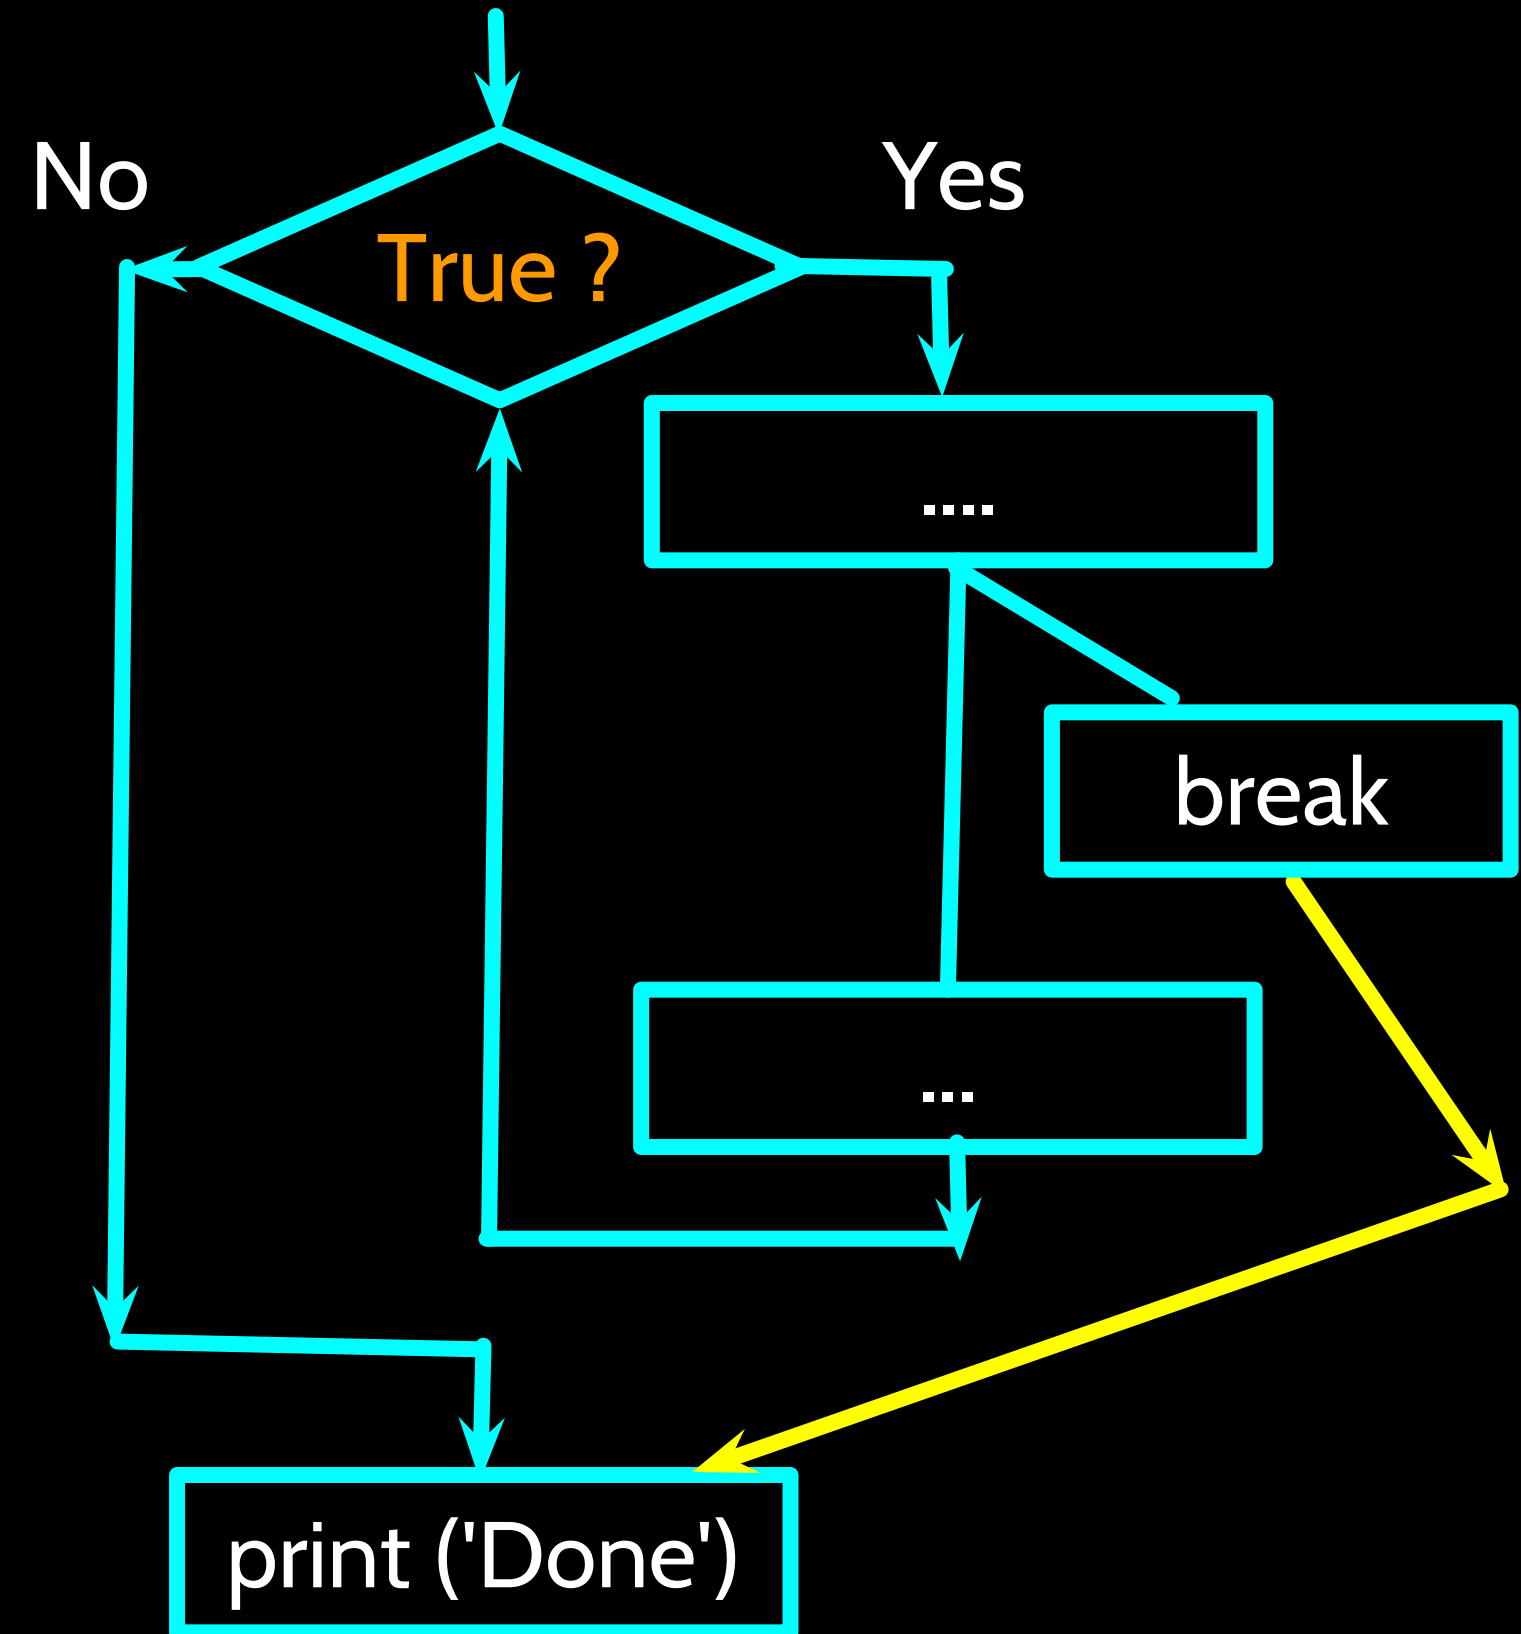 No
Yes
True ?
....
break
...
print ('Done')